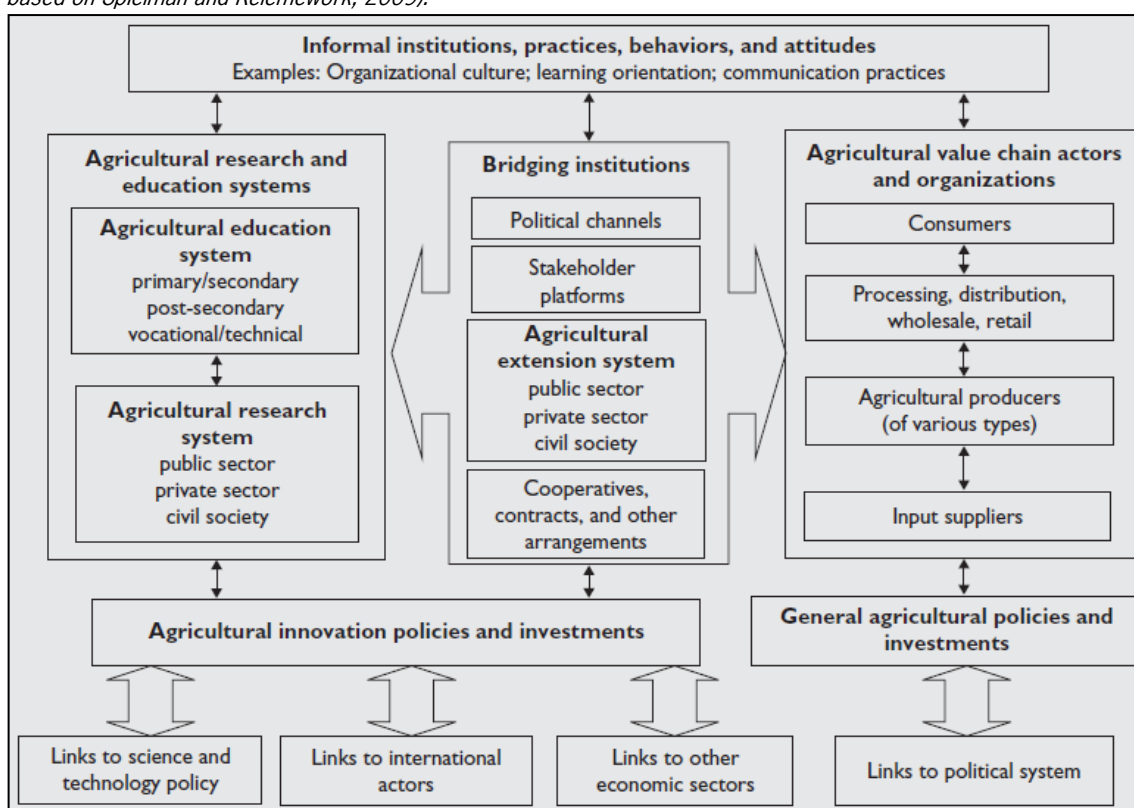 based on Spielman and
2009).
Informal institutions, practices, behaviors, and attitudes
Examples: Organizational culture; learning orientation; communication practices
Agricultural research and
education systems
Agricultural education
system
primary/secondary
post-secondary
vocational/technical
Agricultural research
system
public sector
private sector
civil society
Bridging institutions
Political channels
Stakeholder
platforms
Agricultural
extension system
public sector
private sector
civil society
Cooperatives,
contracts, and other
arrangements
Agricultural value chain actors
and organizations
Consumers
Processing, distribution,
wholesale, retail
Agricultural producers
(of various types)
Input suppliers
Agricultural innovation policies and investments
General agricultural policies and
investments
Links to science and
technology policy
Links to international
actors
Links to other
economic sectors
Links to political system